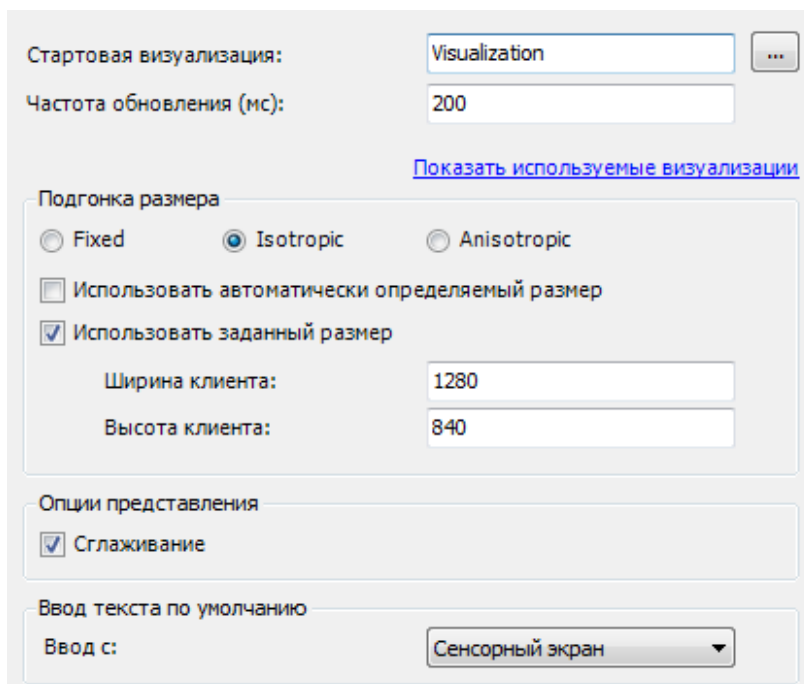 Стартовая визуализация: Visualization ...
Частота обновления (мс): 200
Показать используемые визуализации
Подгонка размера
Fixed Isotropic Anisotropic
Использовать автоматически определяемый размер
Использовать заданный размер
Ширина клиента: 1280
Высота клиента: 840
Опции представления
Сглаживание
Ввод текста по умолчанию
Ввод с: Сенсорный экран